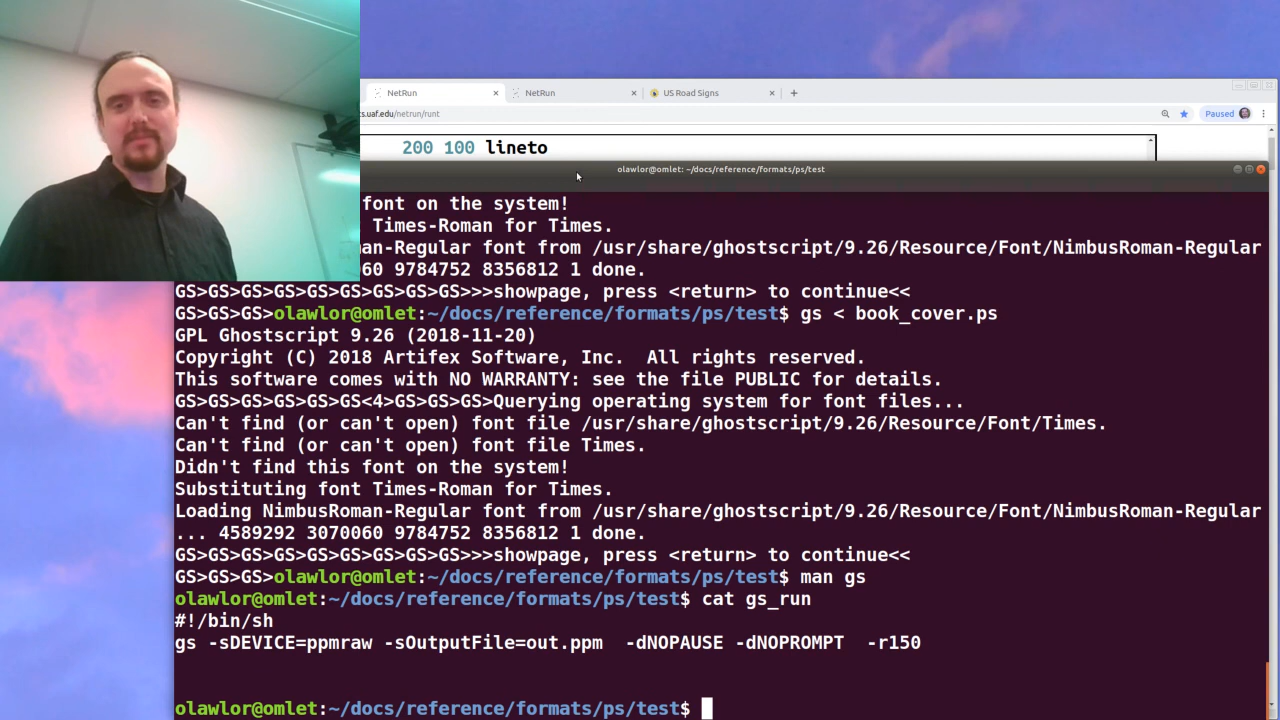 NetRun
NetRun
US Road Signs
s.uaf.edu/netrun/runt
Paused
200 100 lineto
olawlor@omlet: ~/docs/reference/formats/ps/test
font on the system!
Times-Roman for Times.
man-Regular font from /usr/share/ghostscript/9.26/Resource/Font/NimbusRoman-Regular
60 9784752 8356812 1 done.
GS>GS>GS>GS>GS>GS>GS>GS>GS>>>showpage, press <return> to continue<<
GS>GS>GS>olawlor@omlet:~/docs/reference/formats/ps/test$ gs < book_cover.ps
GPL Ghostscript 9.26 (2018-11-20)
Copyright (C) 2018 Artifex Software, Inc.  All rights reserved.
This software comes with NO WARRANTY: see the file PUBLIC for details.
GS>GS>GS>GS>GS>GS<4>GS>GS>GS>Querying operating system for font files...
Can't find (or can't open) font file /usr/share/ghostscript/9.26/Resource/Font/Times.
Can't find (or can't open) font file Times.
Didn't find this font on the system!
Substituting font Times-Roman for Times.
Loading NimbusRoman-Regular font from /usr/share/ghostscript/9.26/Resource/Font/NimbusRoman-Regular
... 4589292 3070060 9784752 8356812 1 done.
GS>GS>GS>GS>GS>GS>GS>GS>GS>>>showpage, press <return> to continue<<
GS>GS>GS>olawlor@omlet:~/docs/reference/formats/ps/test$ man gs
olawlor@omlet:~/docs/reference/formats/ps/test$ cat gs_run
#!/bin/sh
gs -sDEVICE=ppmraw -sOutputFile=out.ppm  -dNOPAUSE -dNOPROMPT  -r150
olawlor@omlet:~/docs/reference/formats/ps/test$